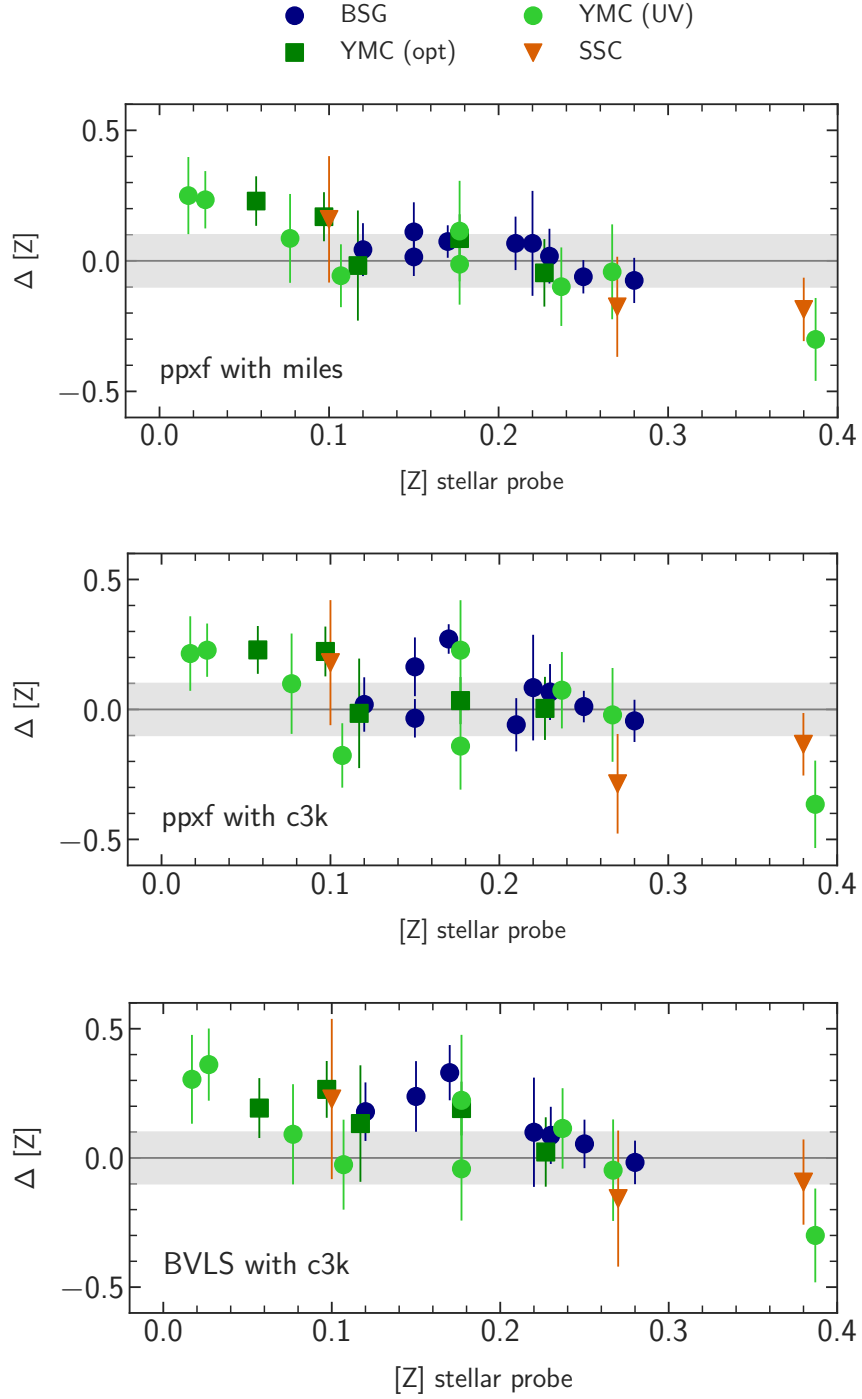 BSG
YMC (UV)
YMC (opt)
SSC
0.5
0.0
−0.5
Δ [Z]
ppxf with miles
0.0 0.1 0.2 0.3 0.4
[Z] stellar probe
0.5
0.0
−0.5
Δ [Z]
ppxf with c3k
0.0 0.1 0.2 0.3 0.4
[Z] stellar probe
0.5
0.0
−0.5
Δ [Z]
BVLS with c3k
0.0 0.1 0.2 0.3 0.4
[Z] stellar probe